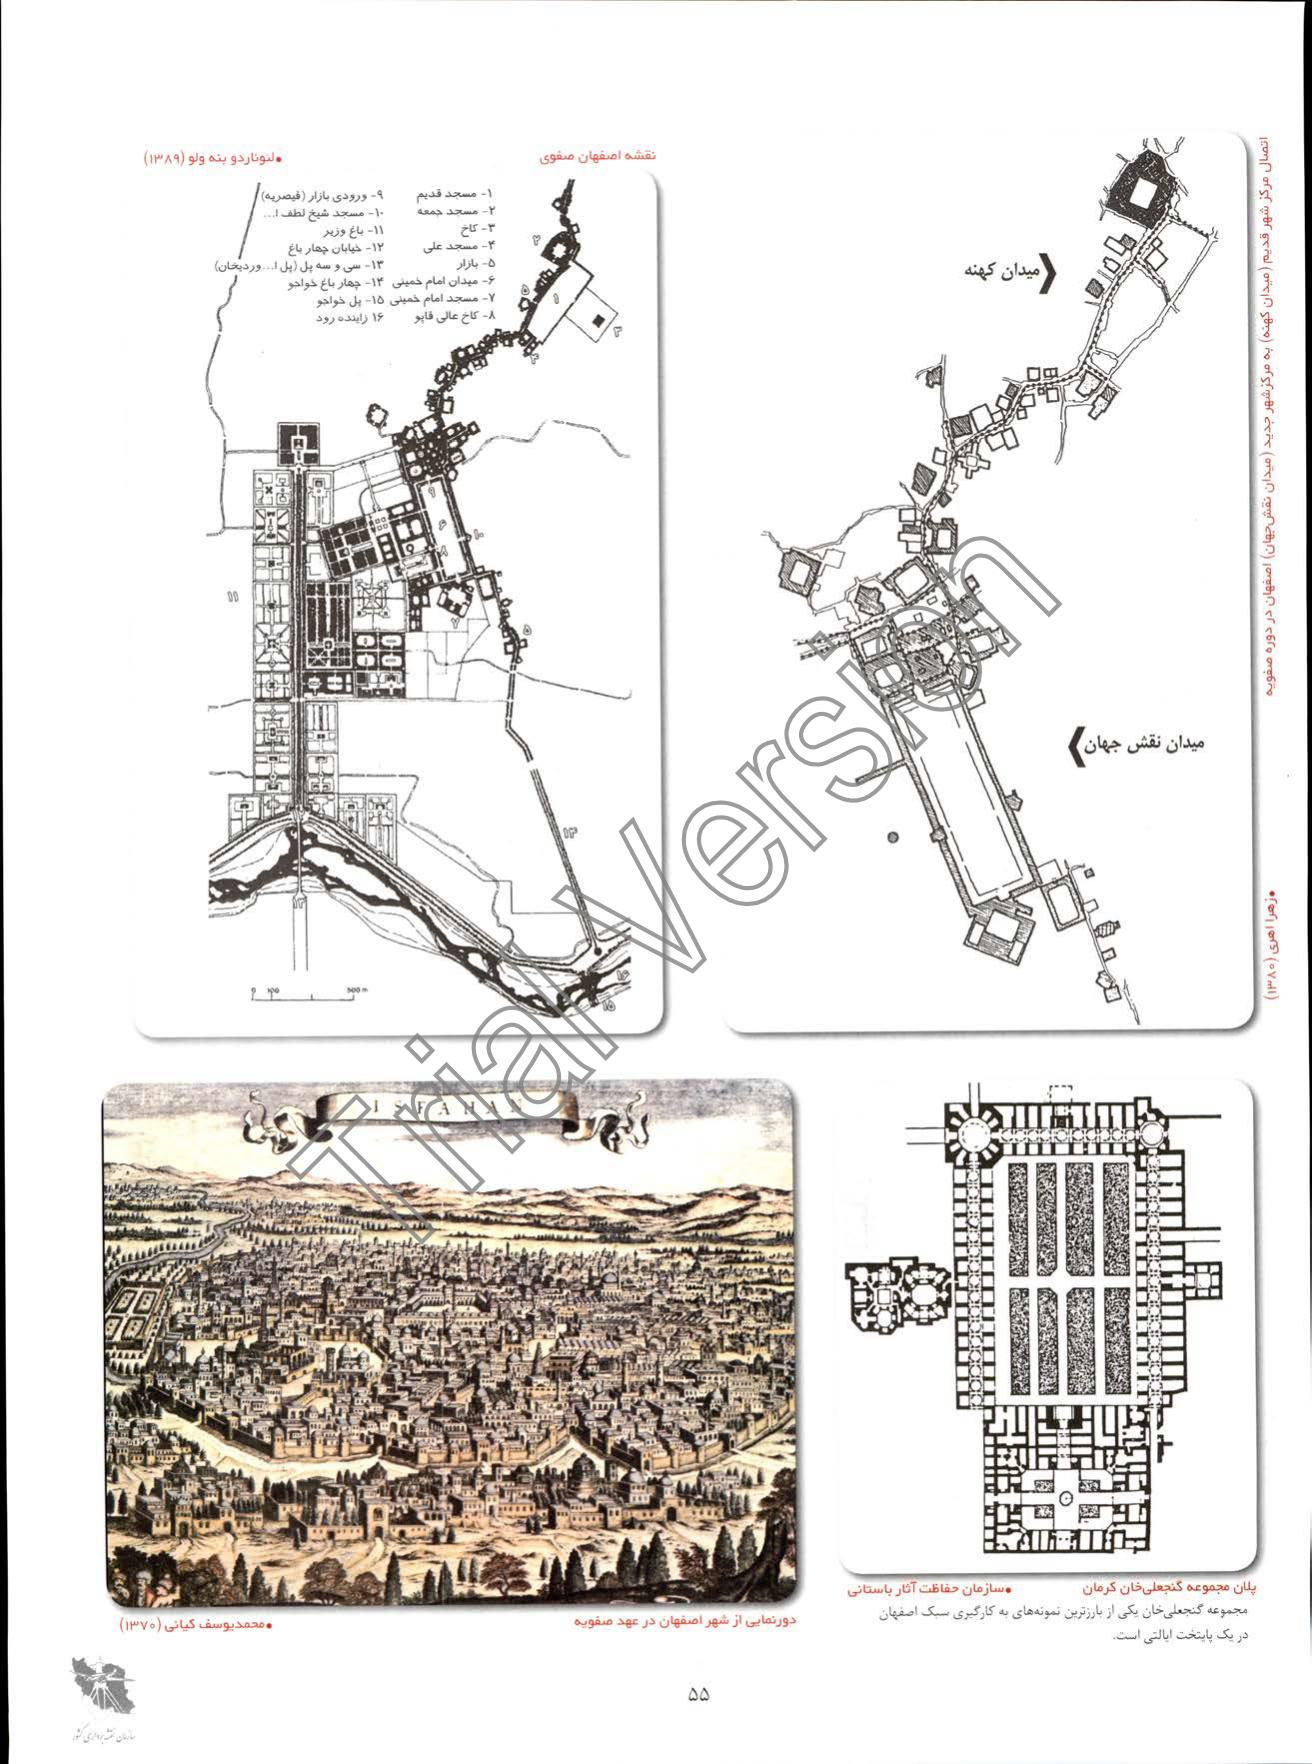 نقشه اصفهان صفوی
●لئوناردو بنه ولو (۱۳۸۹)
۱- مسجد قدیم
۲- مسجد جمعه
۳- کاخ
۴- مسجد علی
۵- بازار
۶- میدان امام خمینی
۷- مسجد امام خمینی
۸- کاخ عالی قاپو
۹- ورودی بازار (قیصریه)
۱۰- مسجد شیخ لطف ا...
۱۱- باغ وزیر
۱۲- خیابان چهار باغ
۱۳- سی و سه پل (پل ا...وردیخان)
۱۴- چهار باغ خواجو
۱۵- پل خواجو
۱۶ زاینده رود
۲
۱
۵
۳
۴
۹
۶
۱۰
۸
۷
۵
۱۱
۱۴
۱۳
۱۶
۱۵
0 100 500 m
میدان کهنه
میدان نقش جهان
اتصال مرکز شهر قدیم (میدان کهنه) به مرکزشهر جدید (میدان نقش‌جهان) اصفهان در دوره صفویه
●زهرا اهری (۱۳۸۰)
ISFAHAN
دورنمایی از شهر اصفهان در عهد صفویه
●محمدیوسف کیانی (۱۳۷۰)
پلان مجموعه گنجعلی‌خان کرمان
●سازمان حفاظت آثار باستانی
مجموعه گنجعلی‌خان یکی از بارزترین نمونه‌های به کارگیری سبک اصفهان
در یک پایتخت ایالتی است.
Trial Version
۵۵
سازمان نقشه برداری کشور